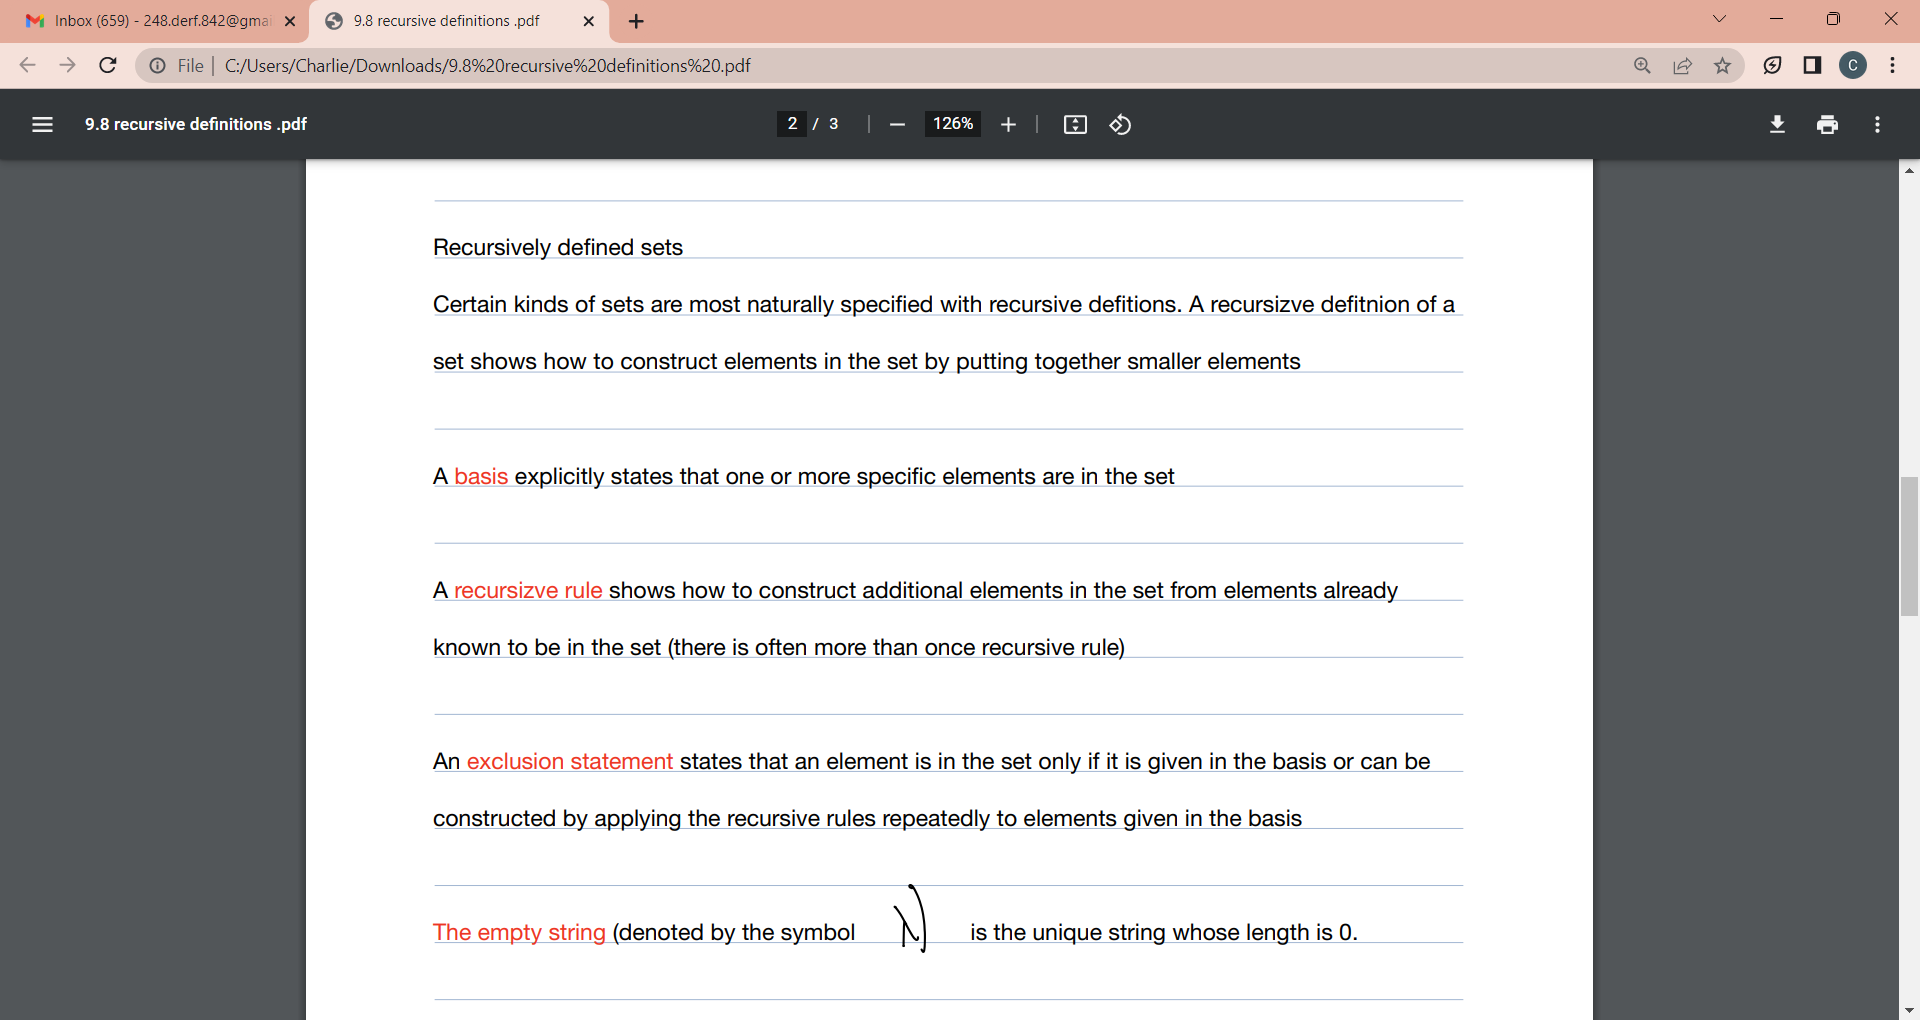 Inbox (659) - 248.derf.842@gmai
9.8 recursive definitions .pdf
File | C:/Users/Charlie/Downloads/9.8%20recursive%20definitions%20.pdf
C
9.8 recursive definitions .pdf
2 / 3
126%
Recursively defined sets
Certain kinds of sets are most naturally specified with recursive defitions. A recursizve defitnion of a
set shows how to construct elements in the set by putting together smaller elements
A basis explicitly states that one or more specific elements are in the set
A recursizve rule shows how to construct additional elements in the set from elements already
known to be in the set (there is often more than once recursive rule)
An exclusion statement states that an element is in the set only if it is given in the basis or can be
constructed by applying the recursive rules repeatedly to elements given in the basis
The empty string (denoted by the symbol λ) is the unique string whose length is 0.